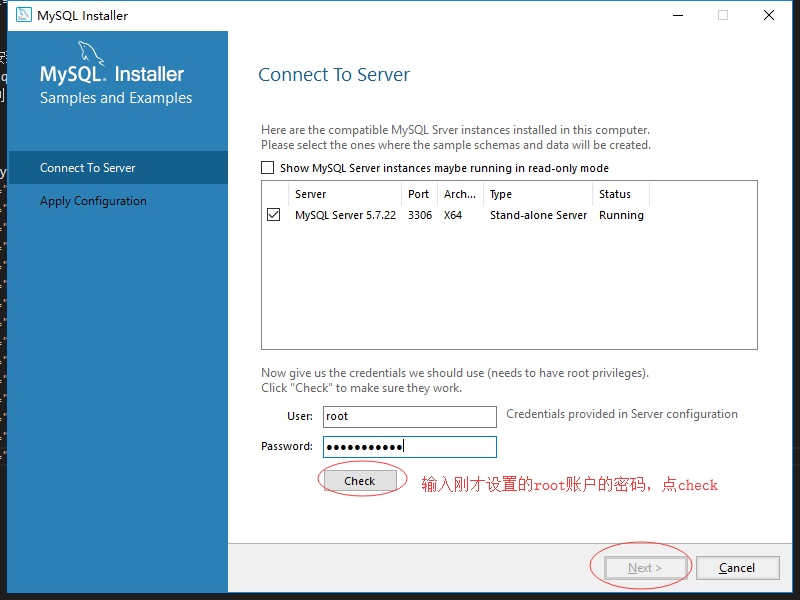 MySQL Installer
MySQL. Installer
Samples and Examples
Connect To Server
Apply Configuration
Connect To Server
Here are the compatible MySQL Srver instances installed in this computer.
Please select the ones where the sample schemas and data will be created.
Show MySQL Server instances maybe running in read-only mode
Server Port Arch... Type Status
MySQL Server 5.7.22 3306 X64 Stand-alone Server Running
Now give us the credentials we should use (needs to have root privileges).
Click "Check" to make sure they work.
User: root Credentials provided in Server configuration
Password: ●●●●●●●●●●●
Check 输入刚才设置的root账户的密码，点check
Next > Cancel